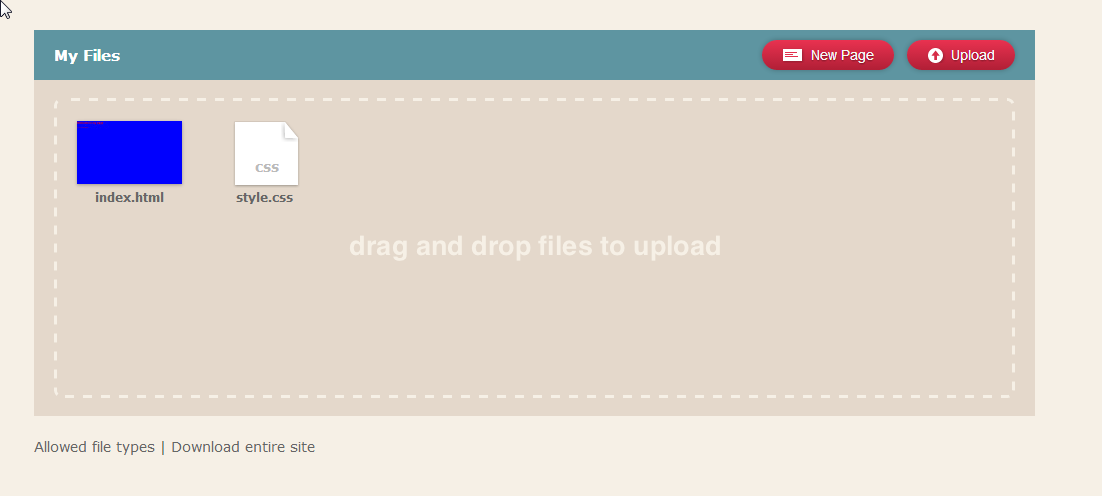 My Files
New Page
Upload
css
index.html
style.css
drag and drop files to upload
Allowed file types | Download entire site